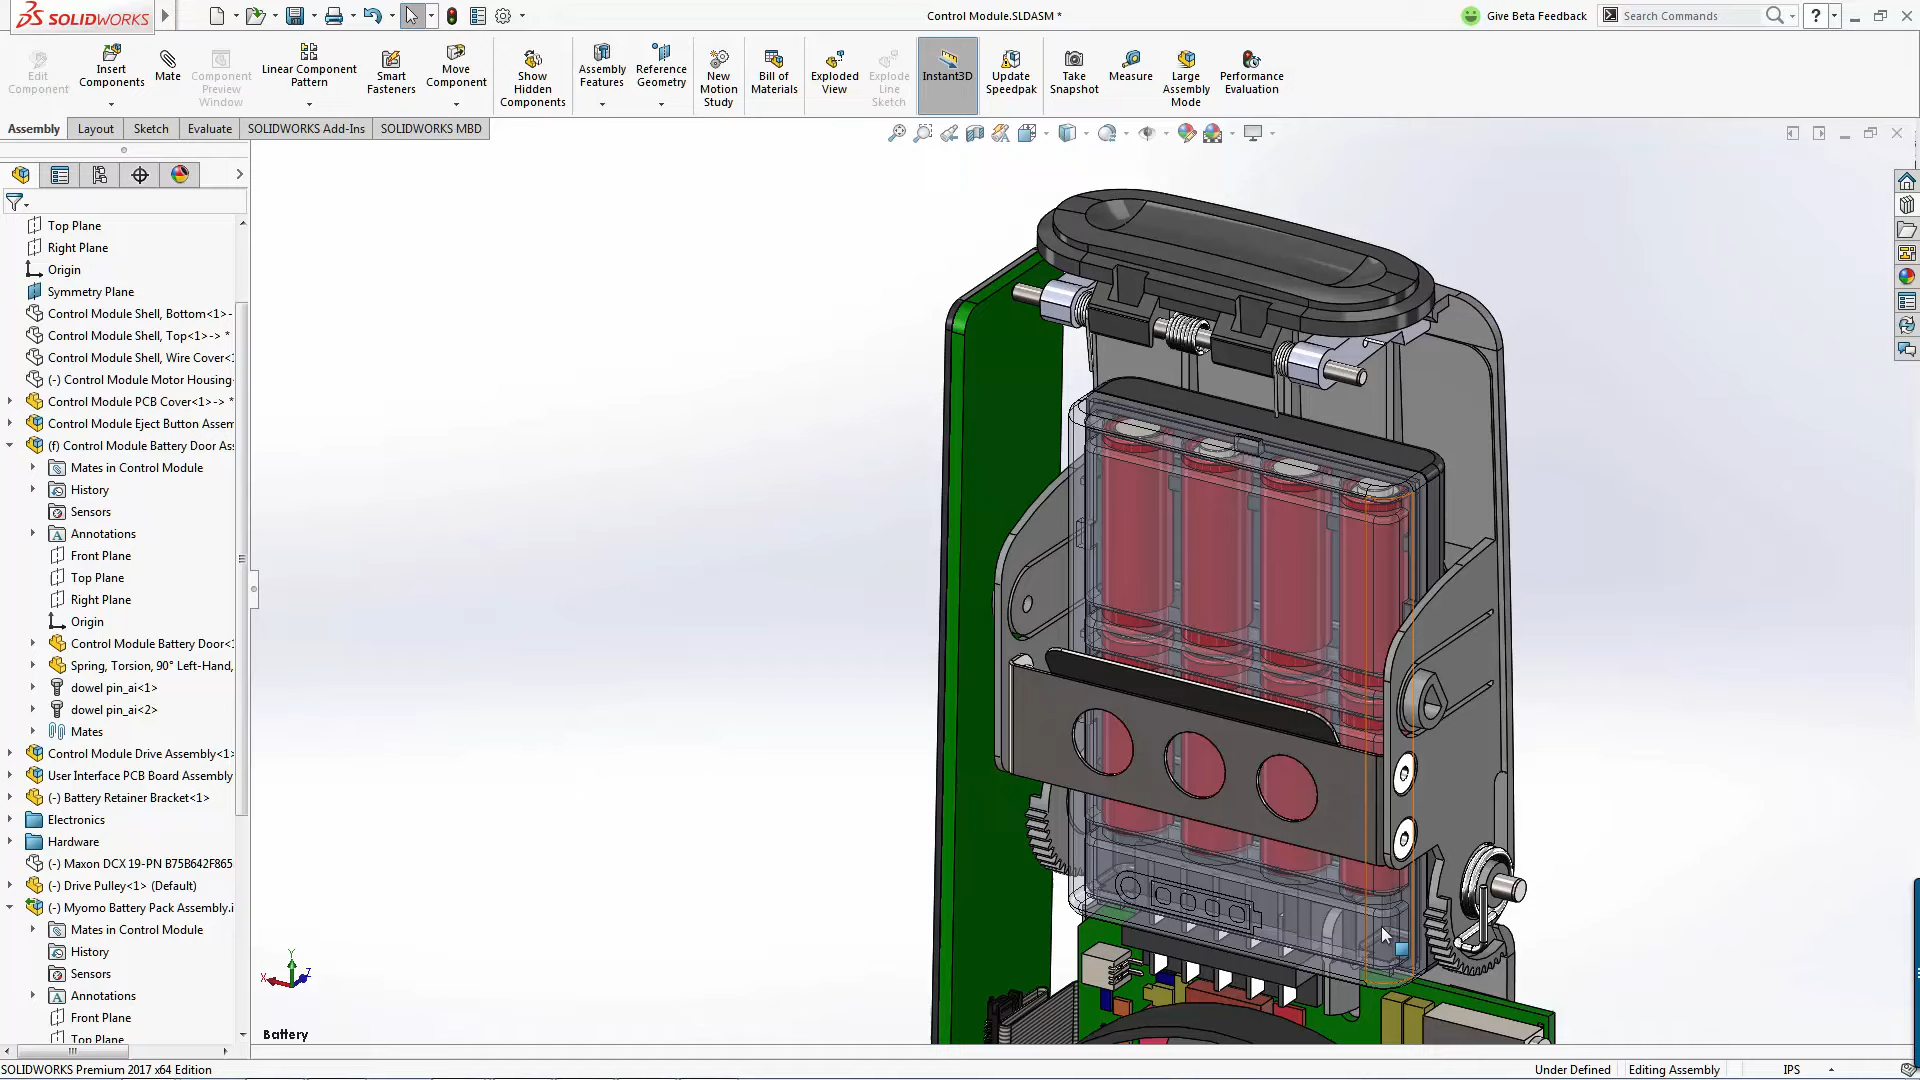 SOLIDWORKS
Control Module.SLDASM *
Give Beta Feedback
Search Commands
?
Edit
Component
Insert
Components
Mate
Component
Preview
Window
Linear Component
Pattern
Smart
Fasteners
Move
Component
Show
Hidden
Components
Assembly
Features
Reference
Geometry
New
Motion
Study
Bill of
Materials
Exploded
View
Explode
Line
Sketch
Instant3D
Update
Speedpak
Take
Snapshot
Measure
Large
Assembly
Mode
Performance
Evaluation
Assembly
Layout
Sketch
Evaluate
SOLIDWORKS Add-Ins
SOLIDWORKS MBD
Top Plane
Right Plane
Origin
Symmetry Plane
Control Module Shell, Bottom<1>-
Control Module Shell, Top<1>-> *
Control Module Shell, Wire Cover<1
(-) Control Module Motor Housing
Control Module PCB Cover<1>-> *
Control Module Eject Button Assem
(f) Control Module Battery Door Ass
Mates in Control Module
History
Sensors
Annotations
Front Plane
Top Plane
Right Plane
Origin
Control Module Battery Door<1
Spring, Torsion, 90° Left-Hand,
dowel pin_ai<1>
dowel pin_ai<2>
Mates
Control Module Drive Assembly<1>
User Interface PCB Board Assembly
(-) Battery Retainer Bracket<1>
Electronics
Hardware
(-) Maxon DCX 19-PN B75B642F865
(-) Drive Pulley<1> (Default)
(-) Myomo Battery Pack Assembly.i
Mates in Control Module
History
Sensors
Annotations
Front Plane
Top Plane
Y
X
Z
Battery
SOLIDWORKS Premium 2017 x64 Edition
Under Defined
Editing Assembly
IPS